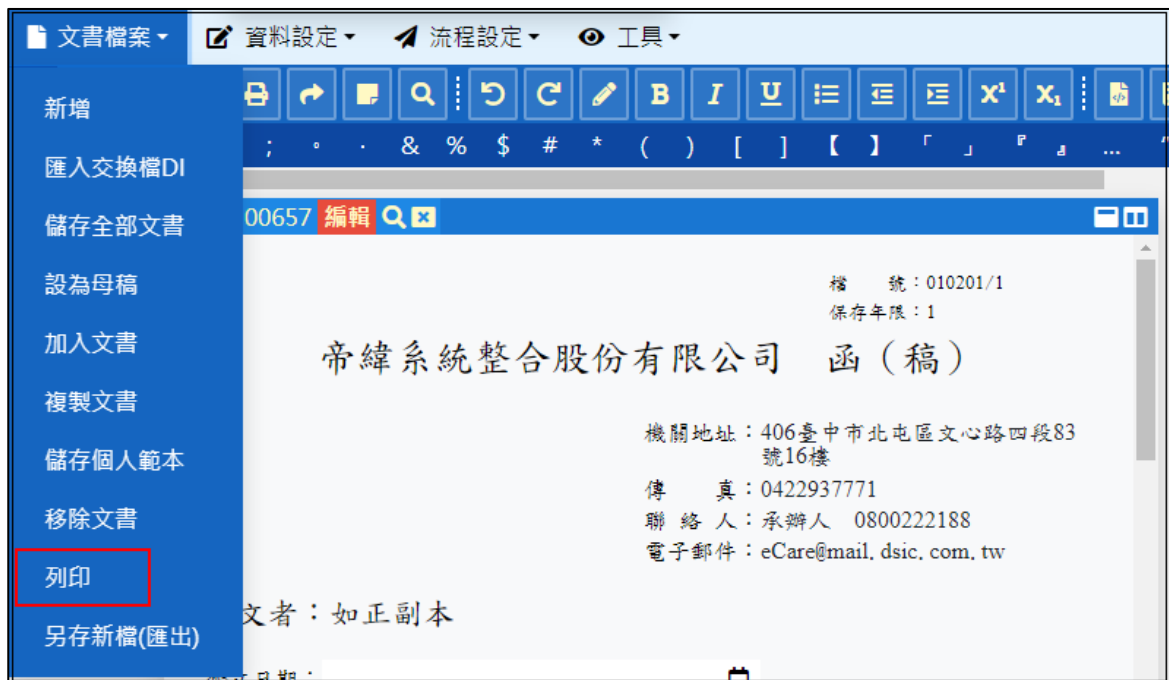 文書檔案 資料設定 流程設定 工具
B I U X¹ X₁
; 。 · & % $ # * ( ) [ ] 【 】 「 」 『 』 …
新增
匯入交換檔DI
儲存全部文書
設為母稿
加入文書
複製文書
儲存個人範本
移除文書
列印
另存新檔(匯出)
00657 編輯
檔 號：010201/1
保存年限：1
帝緯系統整合股份有限公司 函（稿）
機關地址：406臺中市北屯區文心路四段83
號16樓
傳 真：0422937771
聯 絡 人：承辦人 0800222188
電子郵件：eCare@mail.dsic.com.tw
文者：如正副本
文日期：